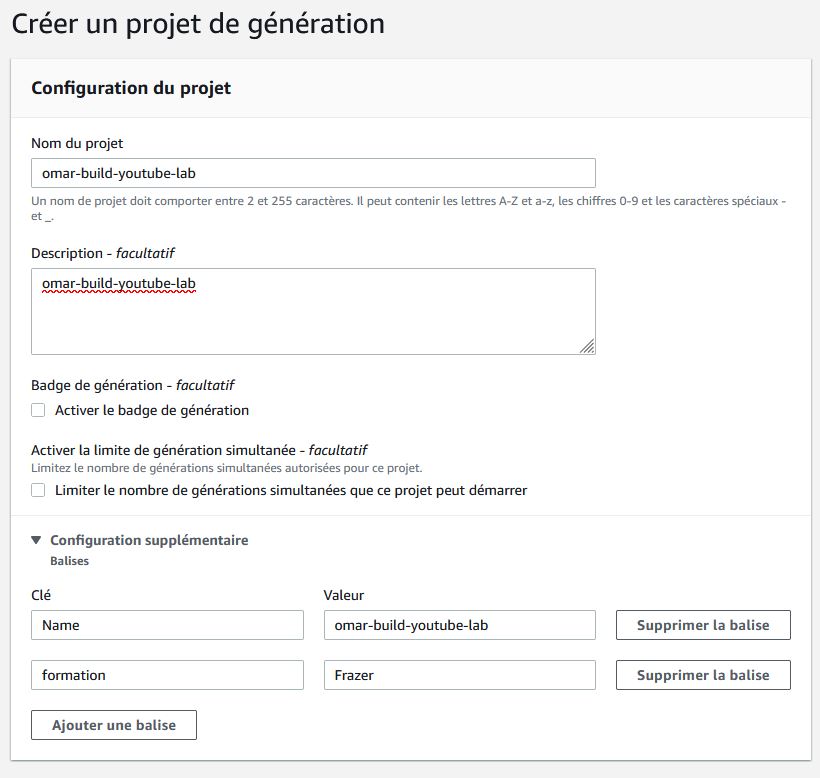 Créer un projet de génération
Configuration du projet
Nom du projet
omar-build-youtube-lab
Un nom de projet doit comporter entre 2 et 255 caractères. Il peut contenir les lettres A-Z et a-z, les chiffres 0-9 et les caractères spéciaux -
et _.
Description - facultatif
omar-build-youtube-lab
Badge de génération - facultatif
Activer le badge de génération
Activer la limite de génération simultanée - facultatif
Limitez le nombre de générations simultanées autorisées pour ce projet.
Limiter le nombre de générations simultanées que ce projet peut démarrer
Configuration supplémentaire
Balises
Clé Valeur
Name omar-build-youtube-lab Supprimer la balise
formation Frazer Supprimer la balise
Ajouter une balise